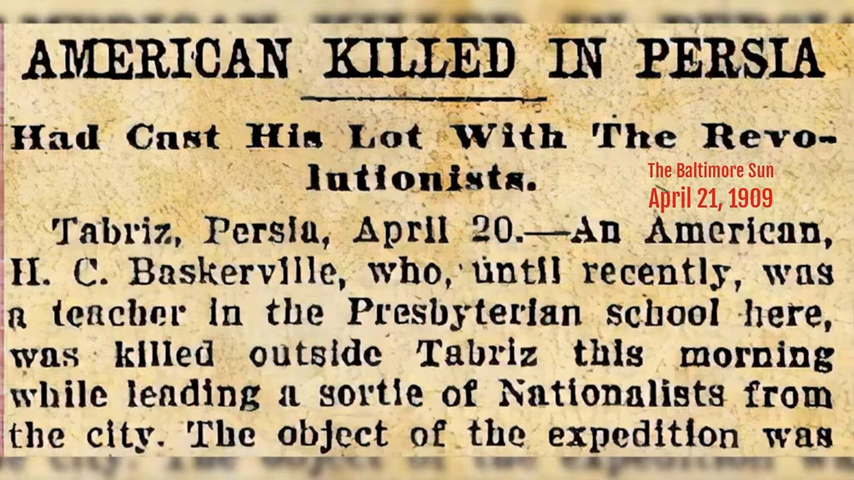 AMERICAN KILLED IN PERSIA
Had Cast His Lot With The Revo-
lutionists.
The Baltimore Sun
April 21, 1909
Tabriz, Persia, April 20.—An American,
H. C. Baskerville, who, until recently, was
a teacher in the Presbyterian school here,
was killed outside Tabriz this morning
while leading a sortie of Nationalists from
the city. The object of the expedition was